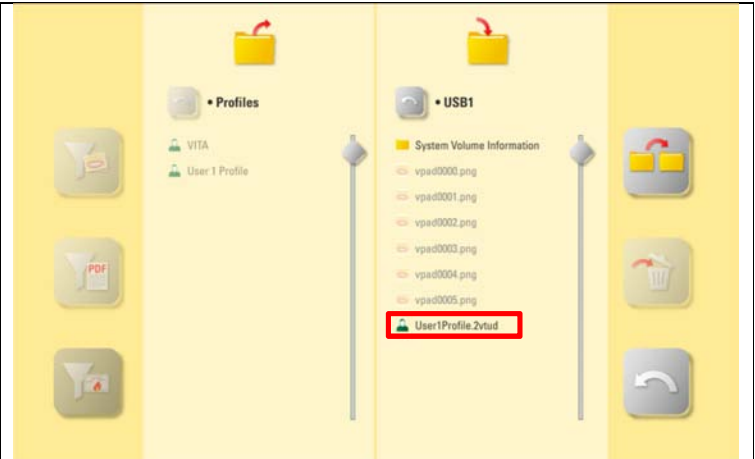 • Profiles
VITA
User 1 Profile
• USB1
System Volume Information
vpad0000.png
vpad0001.png
vpad0002.png
vpad0003.png
vpad0004.png
vpad0005.png
User1Profile.2vtud
PDF